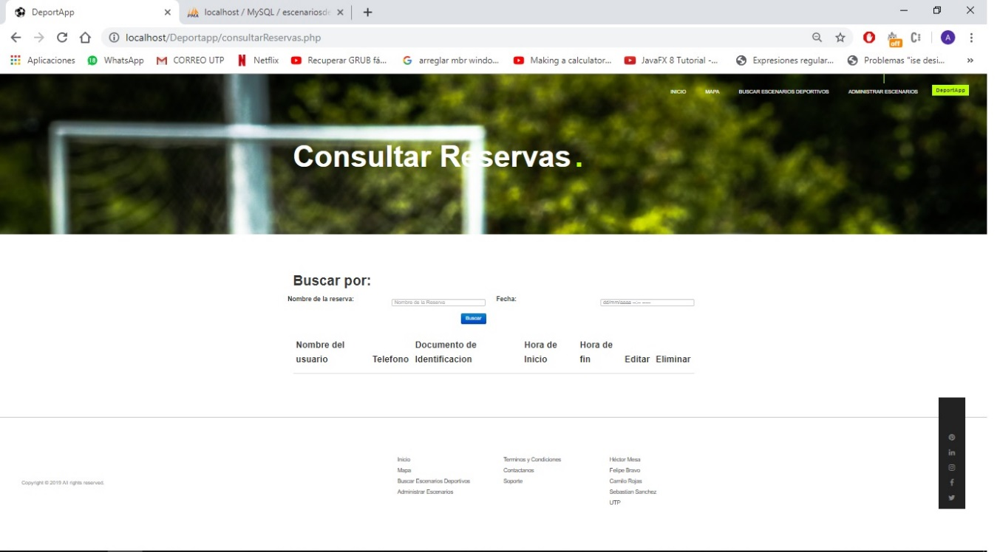 DeportApp
localhost / MySQL / escenariosde
localhost/Deportapp/consultarReservas.php
Aplicaciones
WhatsApp
CORREO UTP
Netflix
Recuperar GRUB fá...
arreglar mbr windo...
Making a calculator...
JavaFX 8 Tutorial -...
Expresiones regular...
Problemas "ise desi...
INICIO
MAPA
BUSCAR ESCENARIOS DEPORTIVOS
ADMINISTRAR ESCENARIOS
DeportApp
Consultar Reservas.
Buscar por:
Nombre de la reserva:
Nombre de la Reserva
Fecha:
dd/mm/aaaa --:-- -----
Buscar
Nombre del usuario
Telefono
Documento de Identificacion
Hora de Inicio
Hora de fin
Editar
Eliminar
Copyright © 2019 All rights reserved.
Inicio
Mapa
Buscar Escenarios Deportivos
Administrar Escenarios
Terminos y Condiciones
Contactanos
Soporte
Héctor Mesa
Felipe Bravo
Camilo Rojas
Sebastian Sanchez
UTP